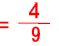 = 4/9